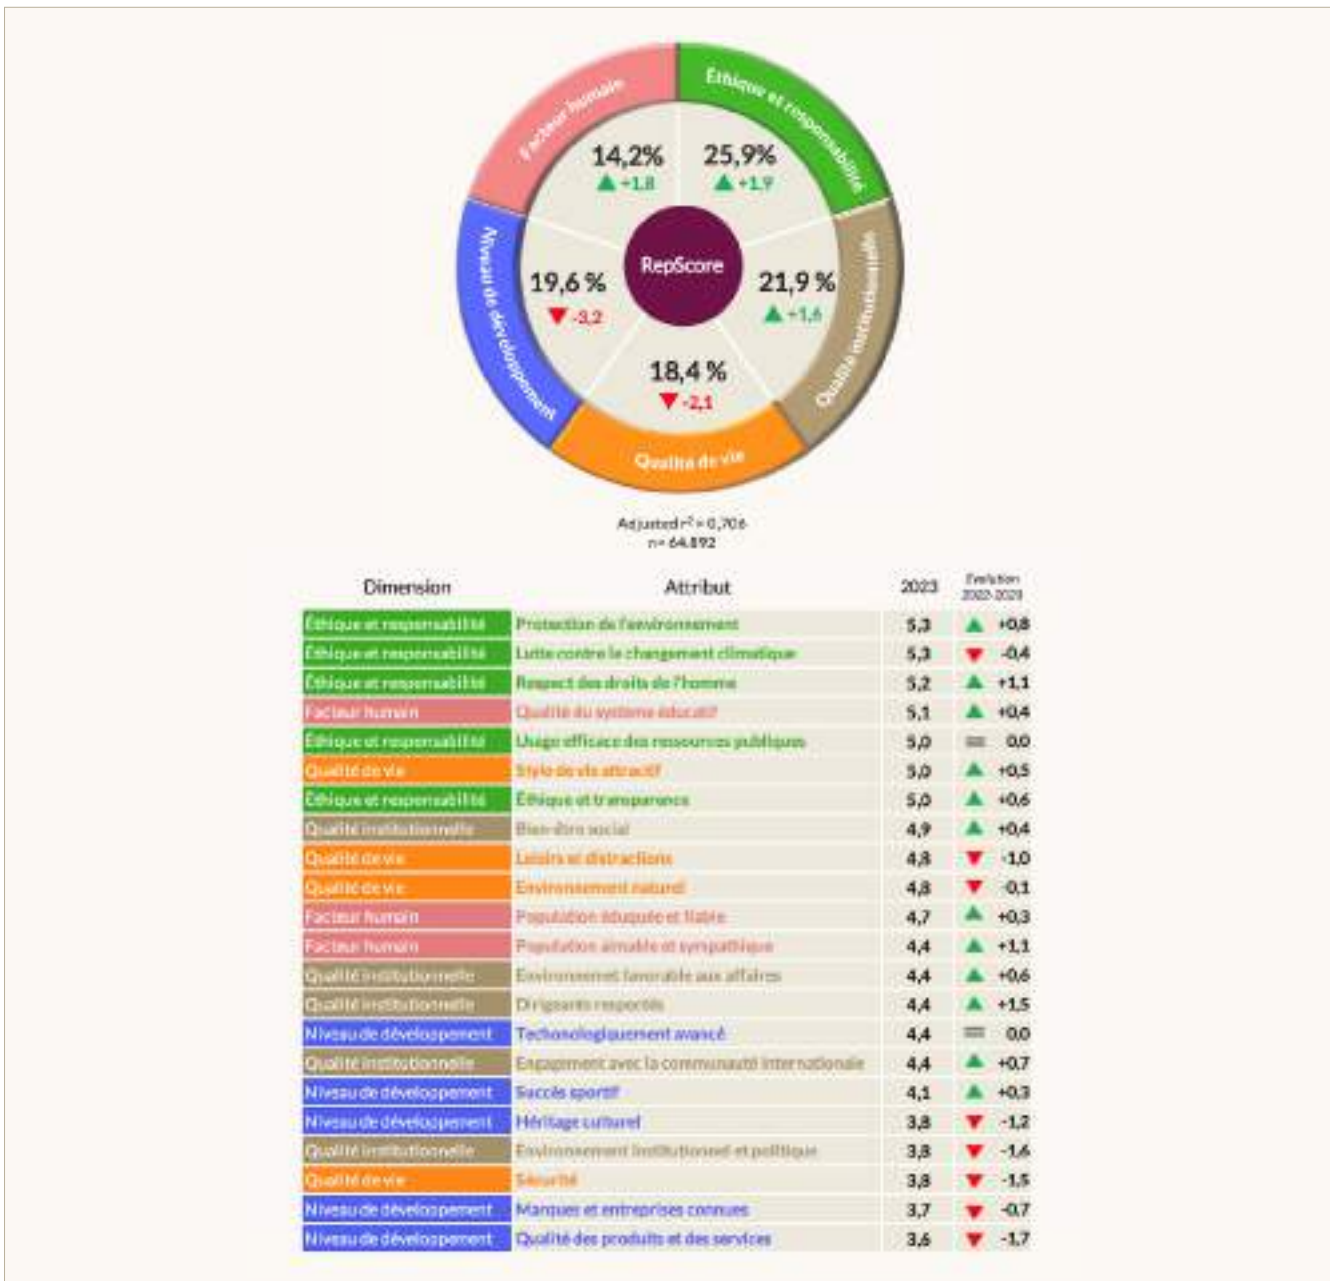 Facteur humain
Éthique et responsabilité
14,2%
+1,8
25,9%
+1,9
RepScore
Niveau de développement
19,6 %
-3,2
21,9 %
+1,6
Qualité institutionnelle
18,4 %
-2,1
Qualité de vie
Adjusted r² = 0,706
n= 64.892
Dimension Attribut 2023 Evolution 2022-2023
Éthique et responsabilité Protection de l'environnement 5,3 +0,8
Éthique et responsabilité Lutte contre le changement climatique 5,3 -0,4
Éthique et responsabilité Respect des droits de l'homme 5,2 +1,1
Facteur humain Qualité du système éducatif 5,1 +0,4
Éthique et responsabilité Usage efficace des ressources publiques 5,0 0,0
Qualité de vie Style de vie attractif 5,0 +0,5
Éthique et responsabilité Éthique et transparence 5,0 +0,6
Qualité institutionnelle Bien-être social 4,9 +0,4
Qualité de vie Loisirs et distractions 4,8 -1,0
Qualité de vie Environnement naturel 4,8 -0,1
Facteur humain Population éduquée et fiable 4,7 +0,3
Facteur humain Population aimable et sympathique 4,4 +1,1
Qualité institutionnelle Environnemet favorable aux affaires 4,4 +0,6
Qualité institutionnelle Dirigeants respectés 4,4 +1,5
Niveau de développement Techonologiquement avancé 4,4 0,0
Qualité institutionnelle Engagement avec la communauté internationale 4,4 +0,7
Niveau de développement Succès sportif 4,1 +0,3
Niveau de développement Héritage culturel 3,8 -1,2
Qualité institutionnelle Environnement institutionnel et politique 3,8 -1,6
Qualité de vie Sécurité 3,8 -1,5
Niveau de développement Marques et entreprises connues 3,7 -0,7
Niveau de développement Qualité des produits et des services 3,6 -1,7